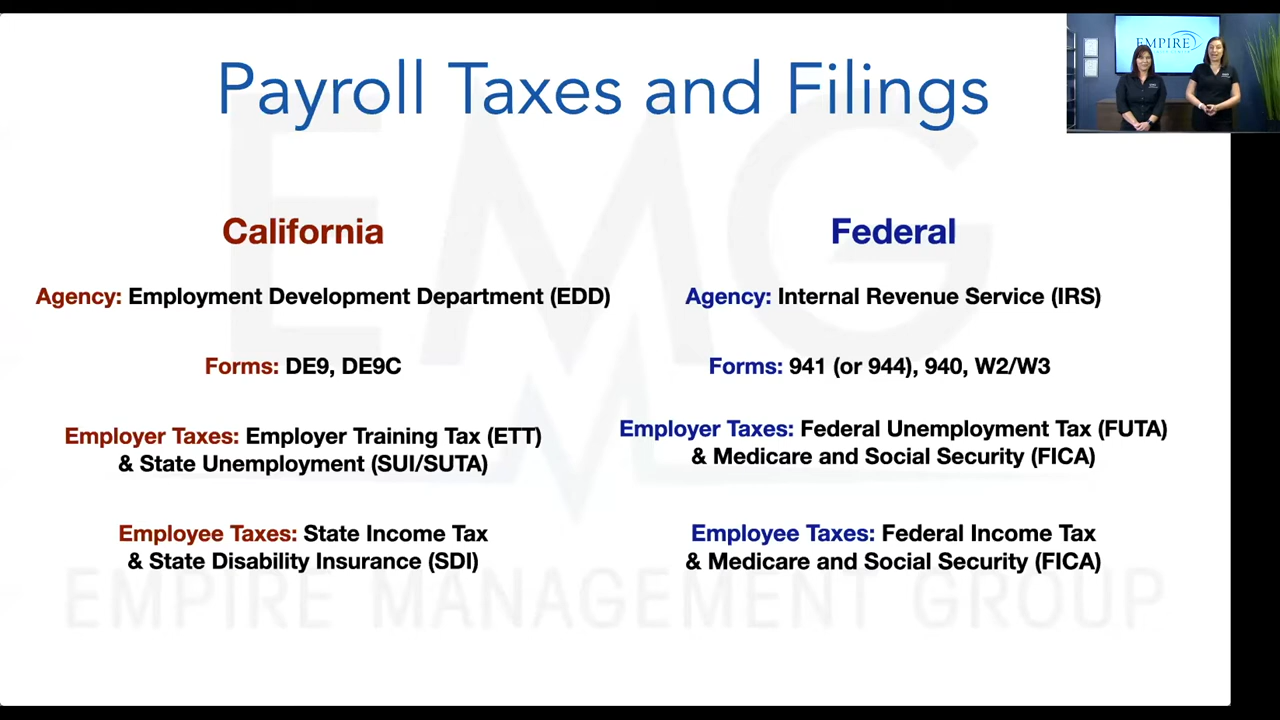 Payroll Taxes and Filings
EMPIRE
EMG
California
Federal
Agency: Employment Development Department (EDD)
Agency: Internal Revenue Service (IRS)
Forms: DE9, DE9C
Forms: 941 (or 944), 940, W2/W3
Employer Taxes: Employer Training Tax (ETT)
& State Unemployment (SUI/SUTA)
Employer Taxes: Federal Unemployment Tax (FUTA)
& Medicare and Social Security (FICA)
Employee Taxes: State Income Tax
& State Disability Insurance (SDI)
Employee Taxes: Federal Income Tax
& Medicare and Social Security (FICA)
EMPIRE MANAGEMENT GROUP